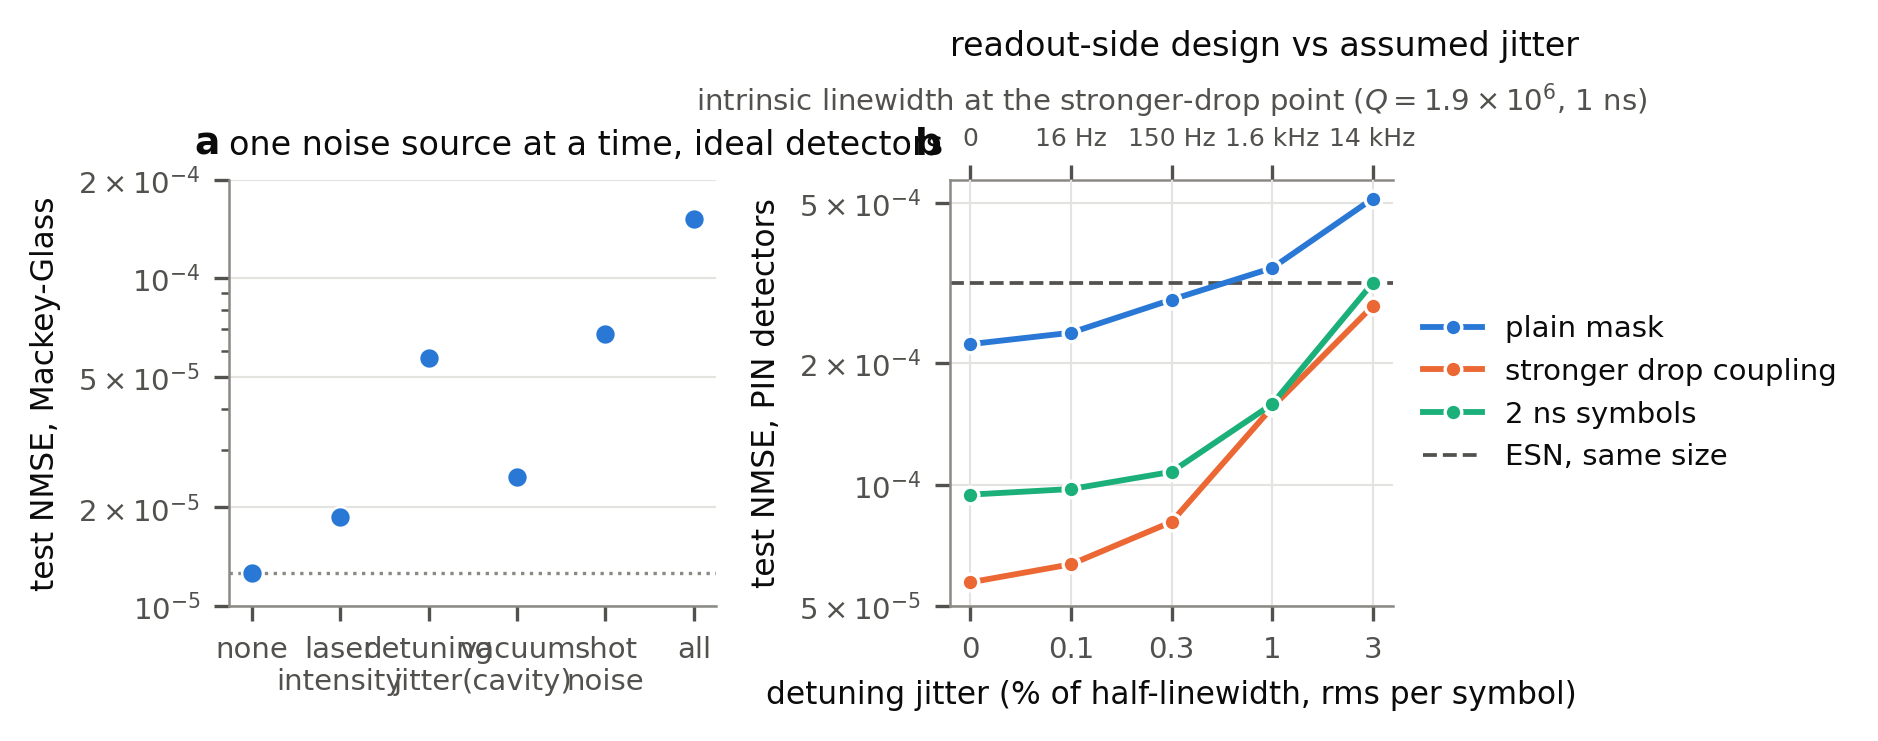 readout-side design vs assumed jitter
intrinsic linewidth at the stronger-drop point (Q = 1.9 × 10⁶, 1 ns)
a one noise source at a time, ideal detectors
b
0 16 Hz 150 Hz 1.6 kHz 14 kHz
test NMSE, Mackey-Glass
2 × 10⁻⁴
10⁻⁴
5 × 10⁻⁵
2 × 10⁻⁵
10⁻⁵
none
laser intensity
detuning jitter
vacuum (cavity)
shot noise
all
test NMSE, PIN detectors
5 × 10⁻⁴
2 × 10⁻⁴
10⁻⁴
5 × 10⁻⁵
0 0.1 0.3 1 3
detuning jitter (% of half-linewidth, rms per symbol)
plain mask
stronger drop coupling
2 ns symbols
ESN, same size